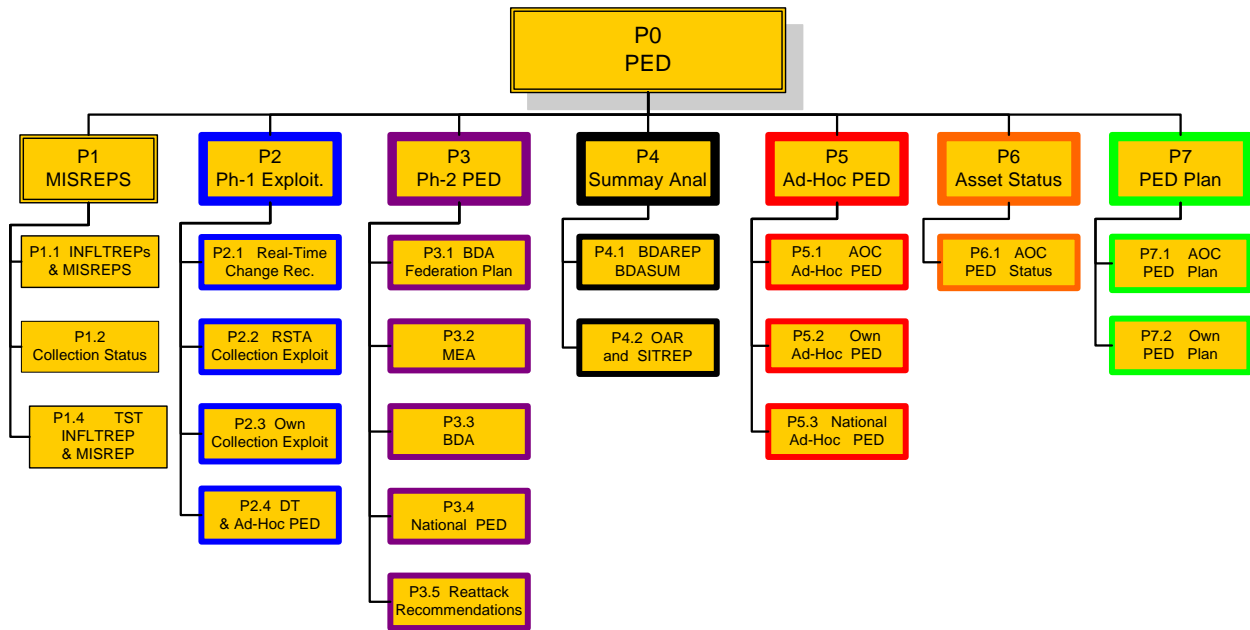 P0
PED
P1
MISREPS
P2
Ph-1 Exploit.
P3
Ph-2 PED
P4
Summay Anal
P5
Ad-Hoc PED
P6
Asset Status
P7
PED Plan
P1.1 INFLTREPs
& MISREPS
P1.2
Collection Status
P1.4 TST
INFLTREP
& MISREP
P2.1 Real-Time
Change Rec.
P2.2 RSTA
Collection Exploit
P2.3 Own
Collection Exploit
P2.4 DT
& Ad-Hoc PED
P3.1 BDA
Federation Plan
P3.2
MEA
P3.3
BDA
P3.4
National PED
P3.5 Reattack
Recommendations
P4.1 BDAREP
BDASUM
P4.2 OAR
and SITREP
P5.1 AOC
Ad-Hoc PED
P5.2 Own
Ad-Hoc PED
P5.3 National
Ad-Hoc PED
P6.1 AOC
PED Status
P7.1 AOC
PED Plan
P7.2 Own
PED Plan